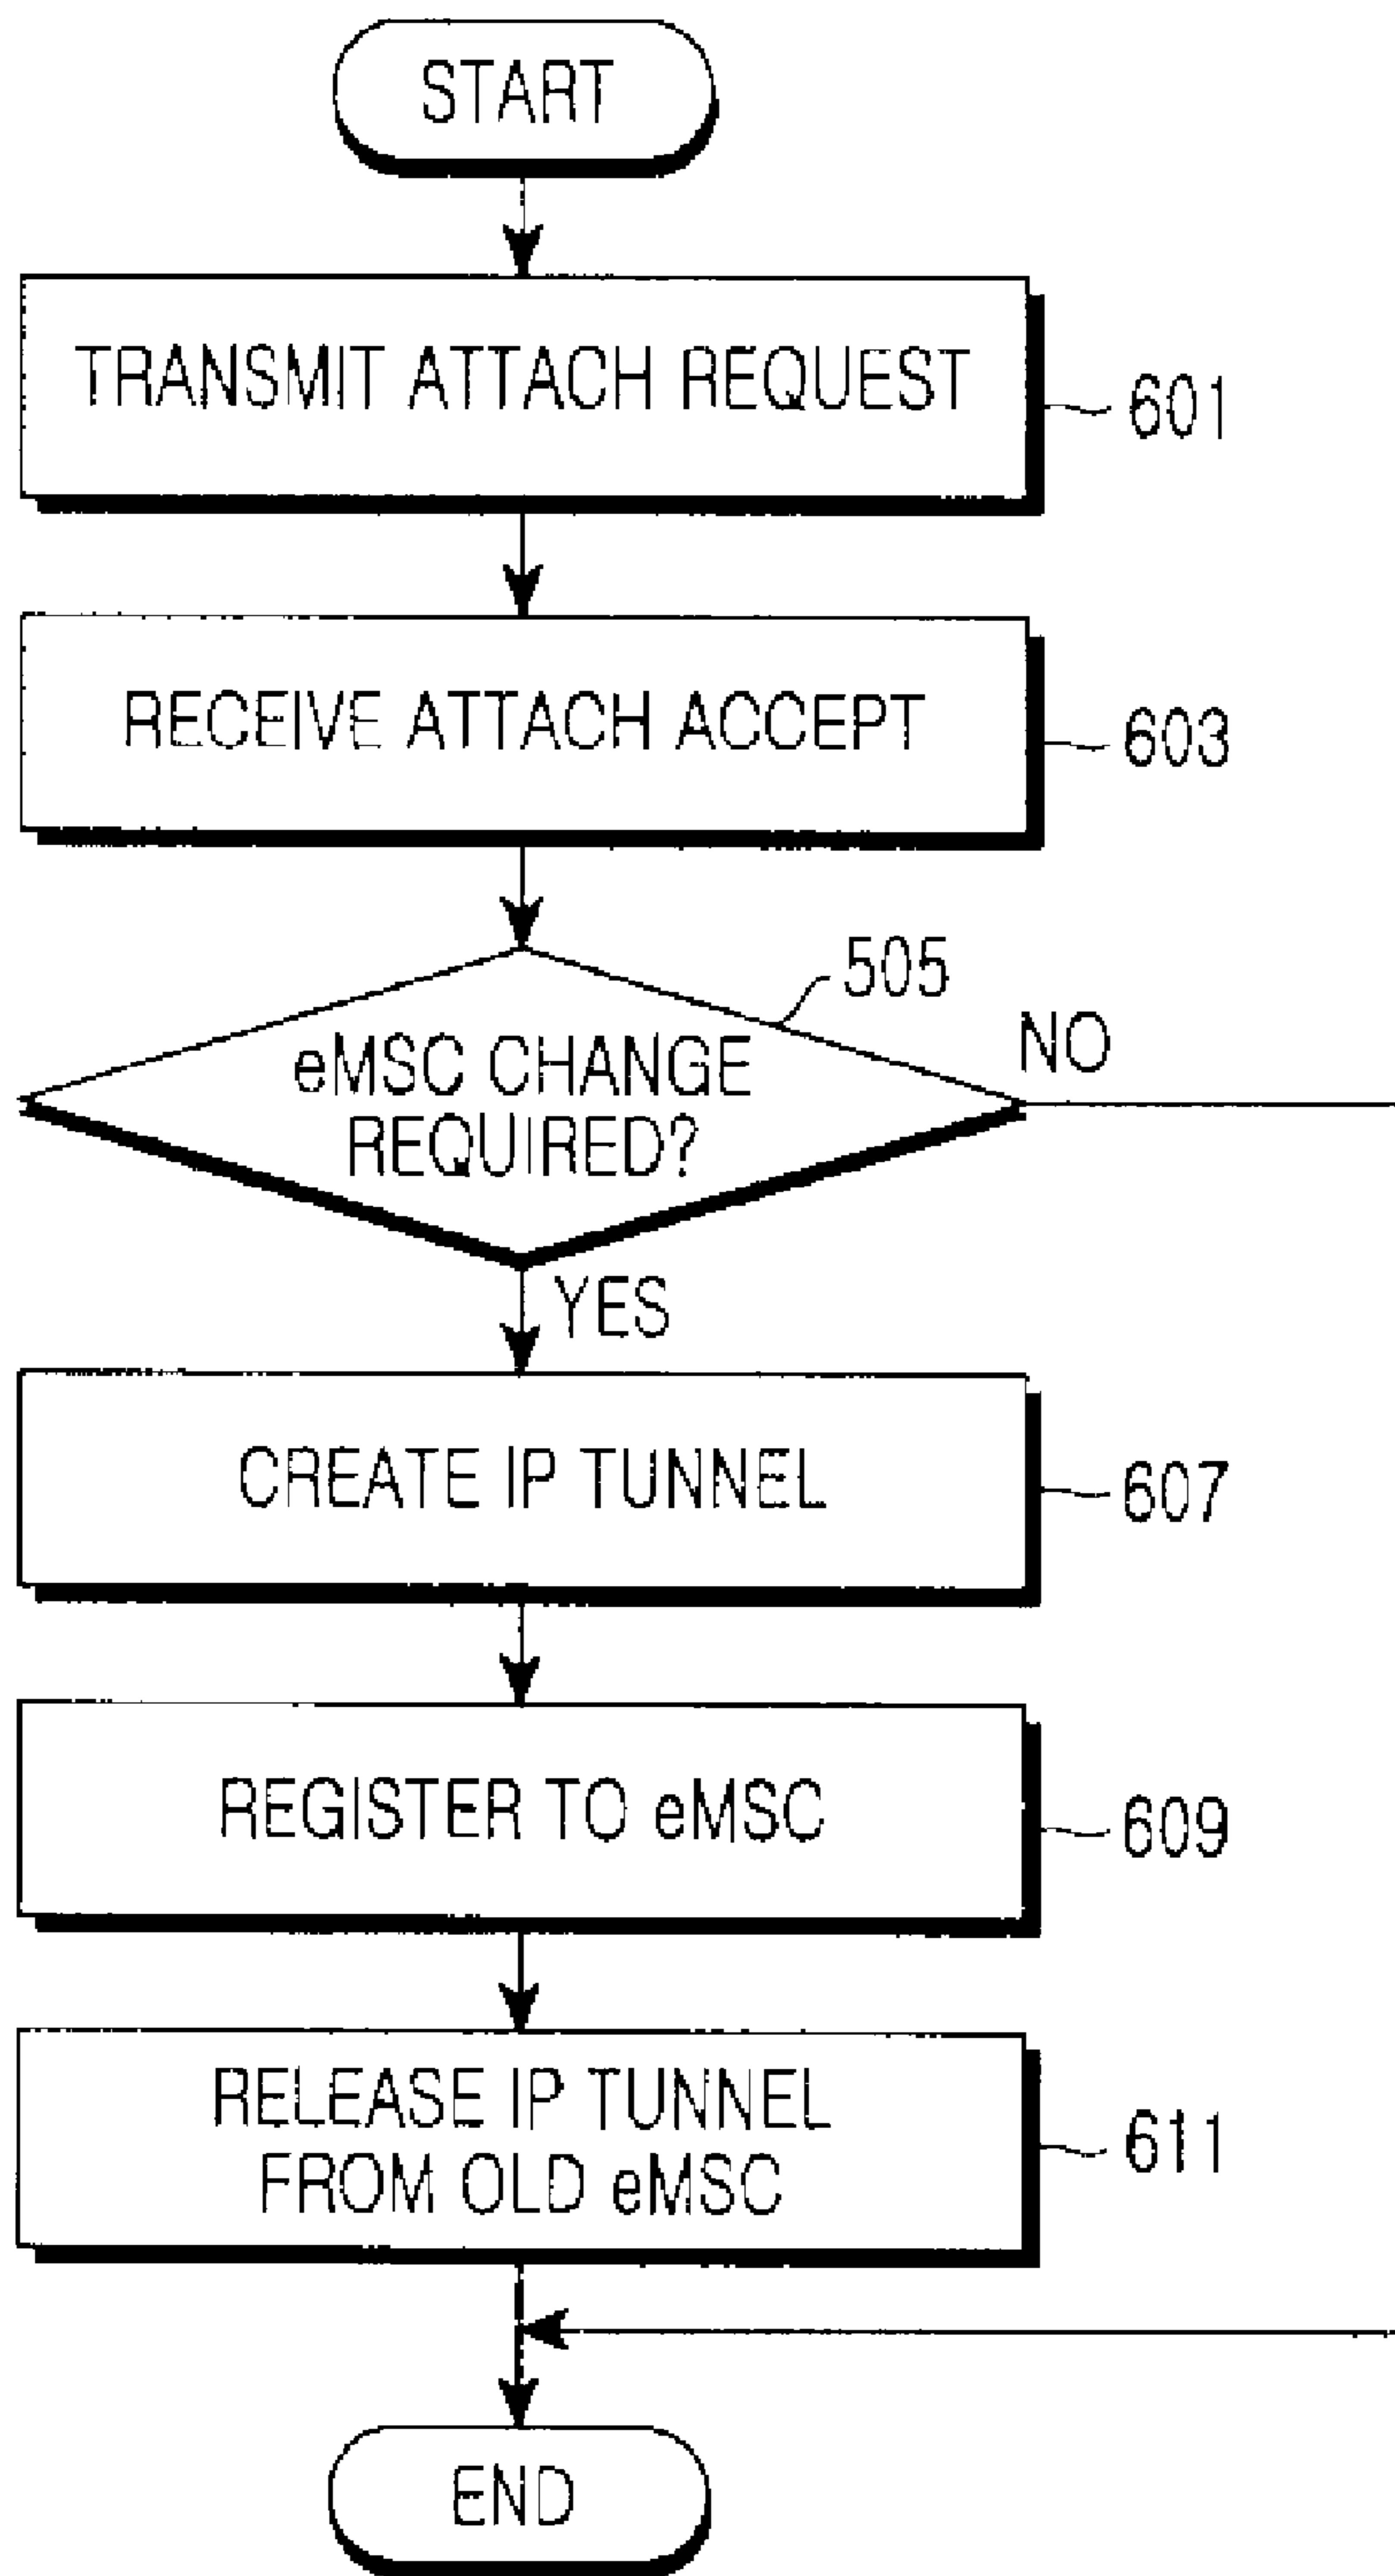 START
TRANSMIT ATTACH REQUEST
601
RECEIVE ATTACH ACCEPT
603
505
eMSC CHANGE
REQUIRED?
NO
YES
CREATE IP TUNNEL
607
REGISTER TO eMSC
609
RELEASE IP TUNNEL
FROM OLD eMSC
611
END